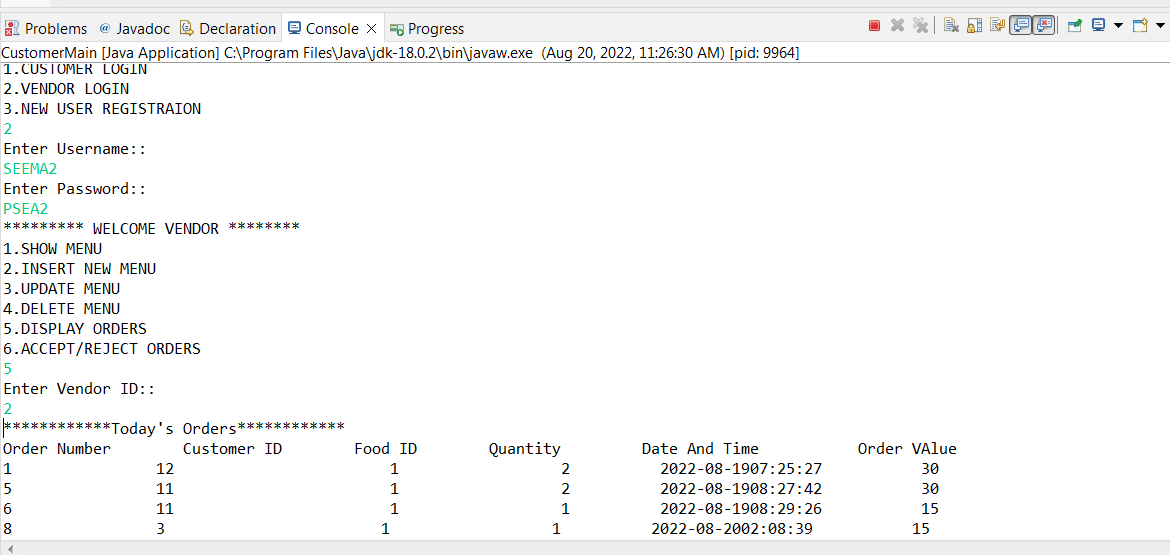 Problems @ Javadoc Declaration Console Progress
CustomerMain [Java Application] C:\Program Files\Java\jdk-18.0.2\bin\javaw.exe (Aug 20, 2022, 11:26:30 AM) [pid: 9964]
1.CUSTOMER LOGIN
2.VENDOR LOGIN
3.NEW USER REGISTRAION
2
Enter Username::
SEEMA2
Enter Password::
PSEA2
********* WELCOME VENDOR ********
1.SHOW MENU
2.INSERT NEW MENU
3.UPDATE MENU
4.DELETE MENU
5.DISPLAY ORDERS
6.ACCEPT/REJECT ORDERS
5
Enter Vendor ID::
2
************Today's Orders************
Order Number Customer ID Food ID Quantity Date And Time Order VAlue
1 12 1 2 2022-08-1907:25:27 30
5 11 1 2 2022-08-1908:27:42 30
6 11 1 1 2022-08-1908:29:26 15
8 3 1 1 2022-08-2002:08:39 15